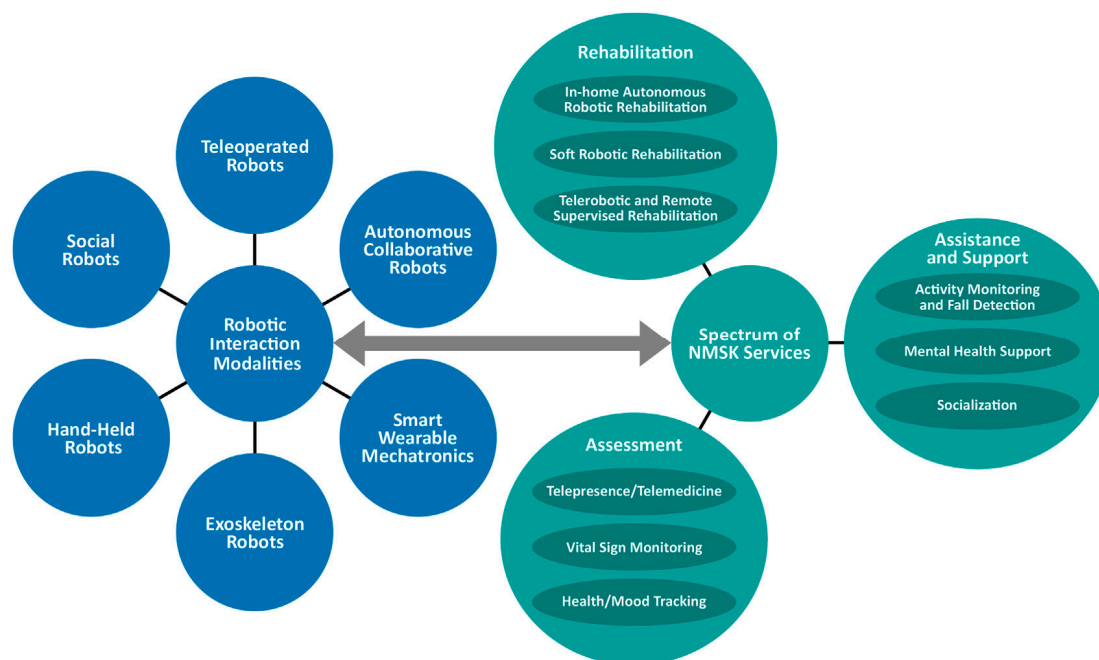 Teleoperated
Robots
Social
Robots
Autonomous
Collaborative
Robots
Robotic
Interaction
Modalities
Hand-Held
Robots
Smart
Wearable
Mechatronics
Exoskeleton
Robots
Rehabilitation
In-home Autonomous
Robotic Rehabilitation
Soft Robotic Rehabilitation
Telerobotic and Remote
Supervised Rehabilitation
Spectrum of
NMSK Services
Assistance
and Support
Activity Monitoring
and Fall Detection
Mental Health Support
Socialization
Assessment
Telepresence/Telemedicine
Vital Sign Monitoring
Health/Mood Tracking